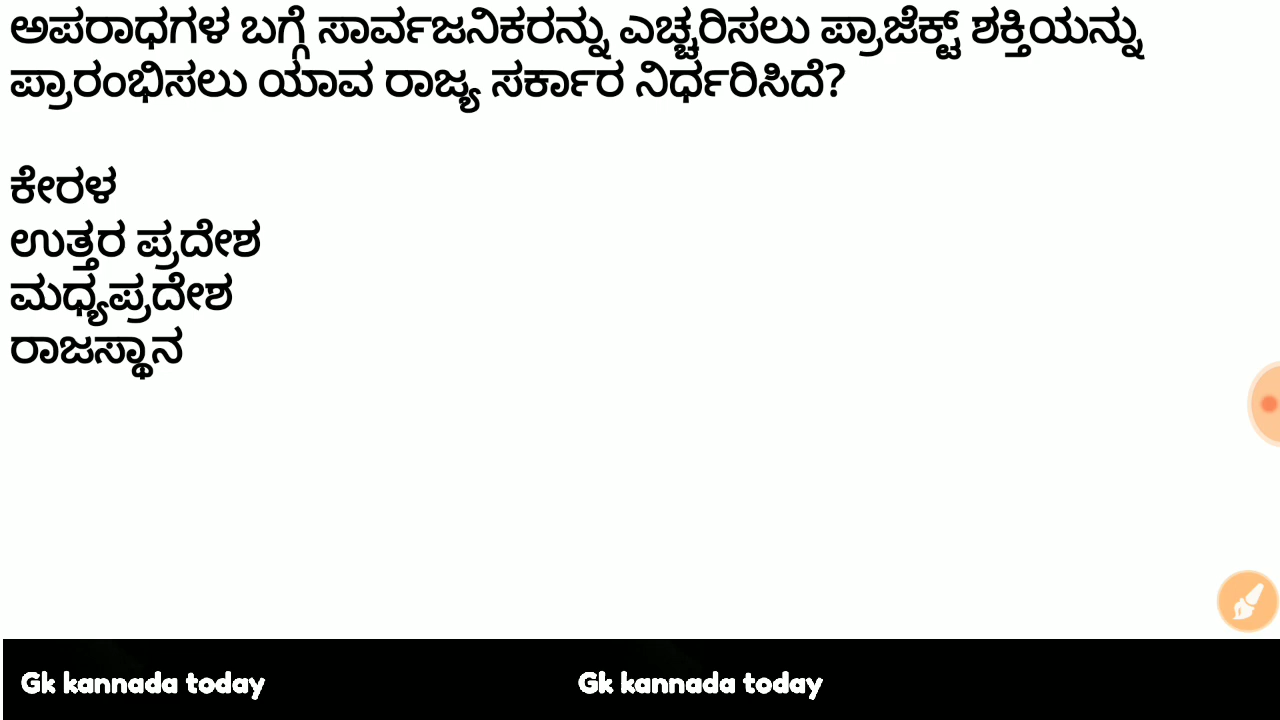 ಅಪರಾಧಗಳ ಬಗ್ಗೆ ಸಾರ್ವಜನಿಕರನ್ನು ಎಚ್ಚರಿಸಲು ಪ್ರಾಜೆಕ್ಟ್ ಶಕ್ತಿಯನ್ನು
ಪ್ರಾರಂಭಿಸಲು ಯಾವ ರಾಜ್ಯ ಸರ್ಕಾರ ನಿರ್ಧರಿಸಿದೆ?
ಕೇರಳ
ಉತ್ತರ ಪ್ರದೇಶ
ಮಧ್ಯಪ್ರದೇಶ
ರಾಜಸ್ಥಾನ
Gk kannada today Gk kannada today